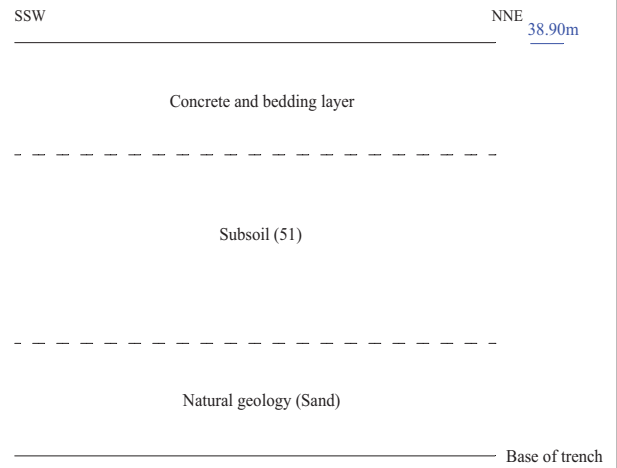 SSW
NNE
38.90m
Concrete and bedding layer
Subsoil (51)
Natural geology (Sand)
Base of trench